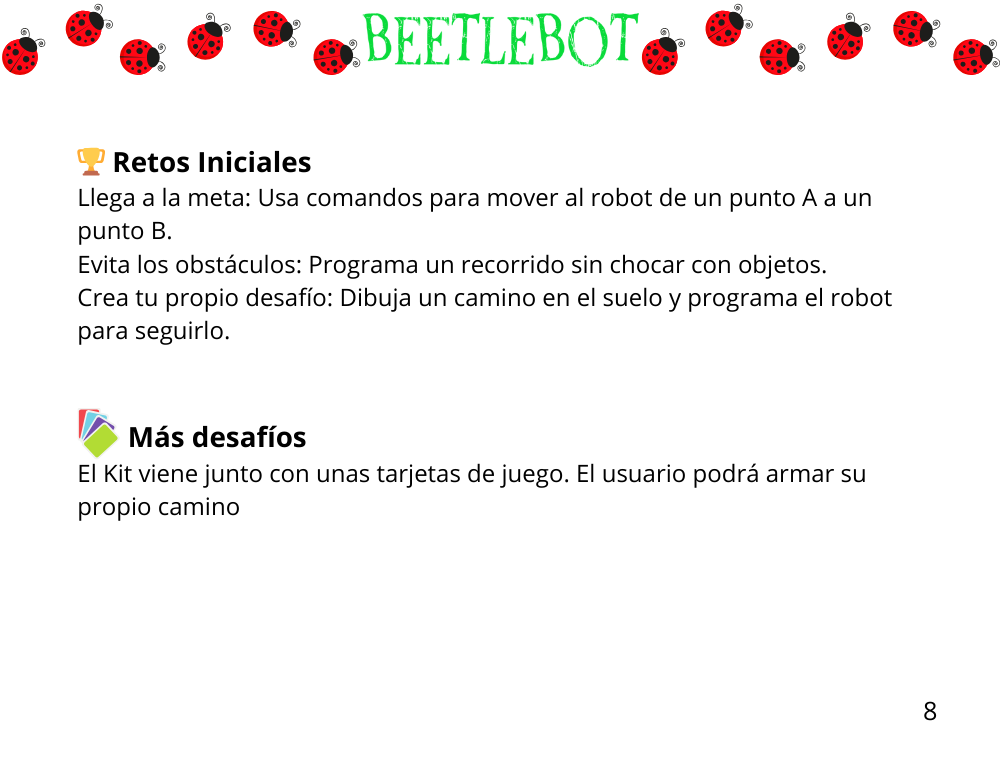 BEETLEBOT
Retos Iniciales
Llega a la meta: Usa comandos para mover al robot de un punto A a un
punto B.
Evita los obstáculos: Programa un recorrido sin chocar con objetos.
Crea tu propio desafío: Dibuja un camino en el suelo y programa el robot
para seguirlo.
Más desafíos
El Kit viene junto con unas tarjetas de juego. El usuario podrá armar su
propio camino
8